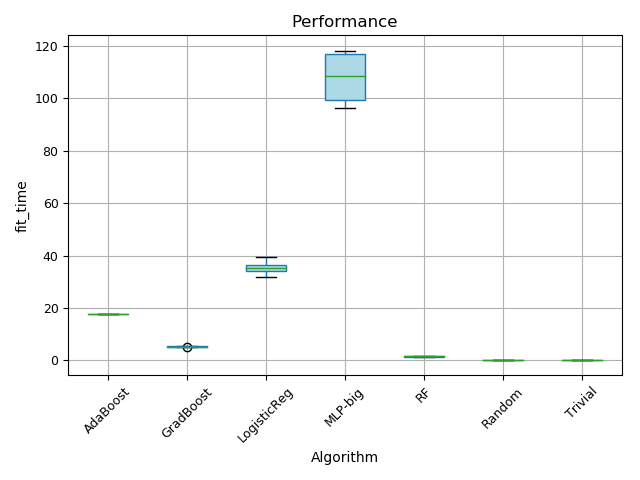 Performance
120
100
80
60
40
20
0
fit_time
AdaBoost
GradBoost
LogisticReg
MLP-big
RF
Random
Trivial
Algorithm